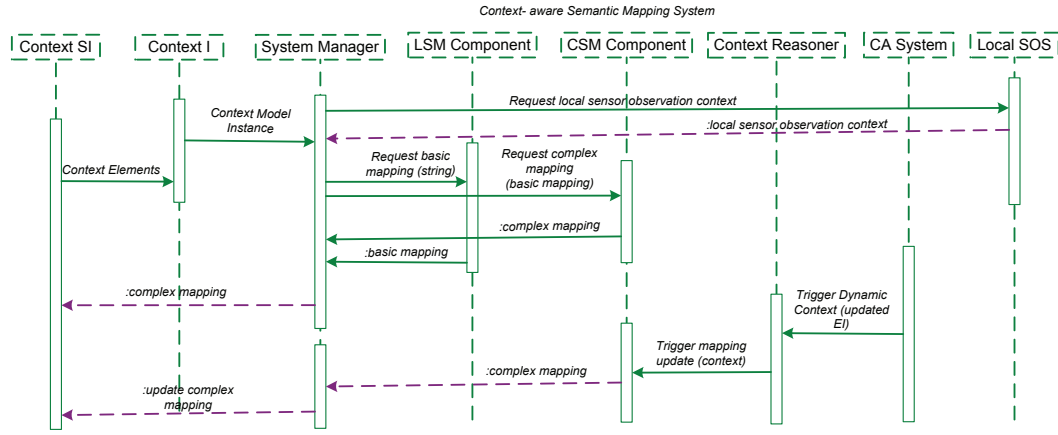 Context- aware Semantic Mapping System
Context SI
Context I
System Manager
LSM Component
CSM Component
Context Reasoner
CA System
Local SOS
Request local sensor observation context
Context Model
Instance
:local sensor observation context
Request basic
mapping (string)
Request complex
mapping
(basic mapping)
Context Elements
:complex mapping
:basic mapping
:complex mapping
Trigger Dynamic
Context (updated
EI)
Trigger mapping
update (context)
:complex mapping
:update complex
mapping